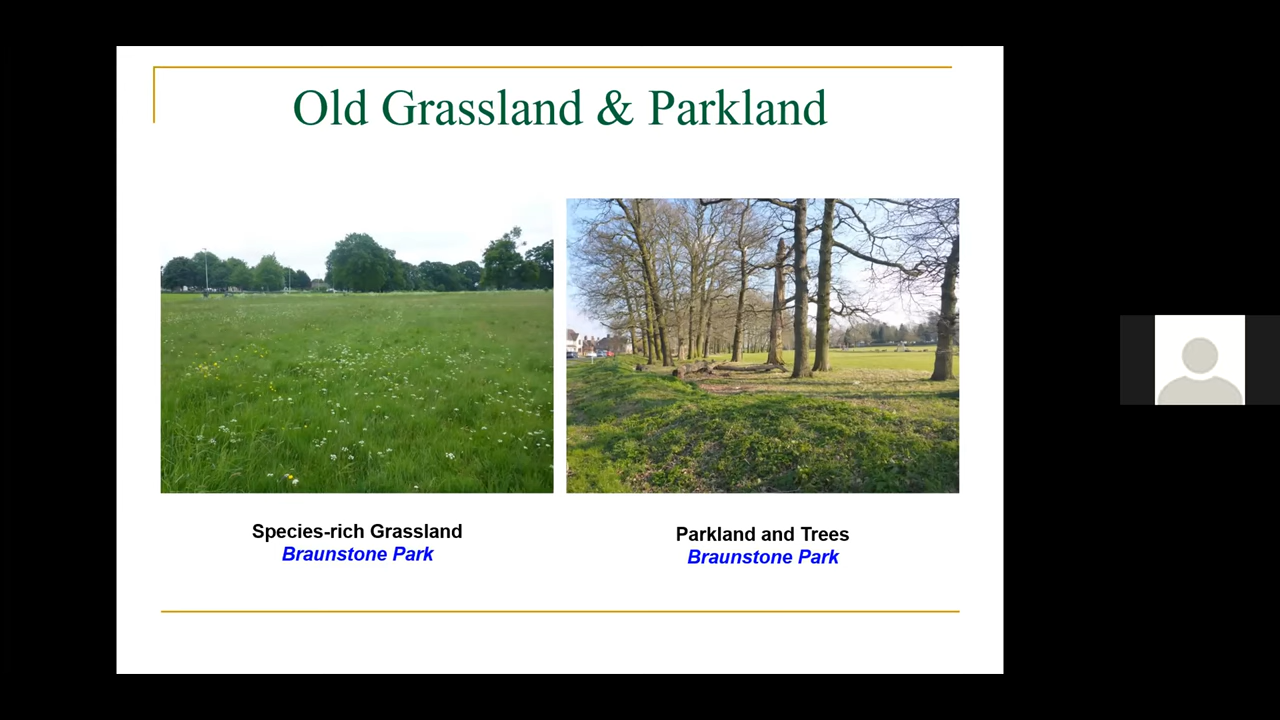 Old Grassland & Parkland
Species-rich Grassland
Braunstone Park
Parkland and Trees
Braunstone Park